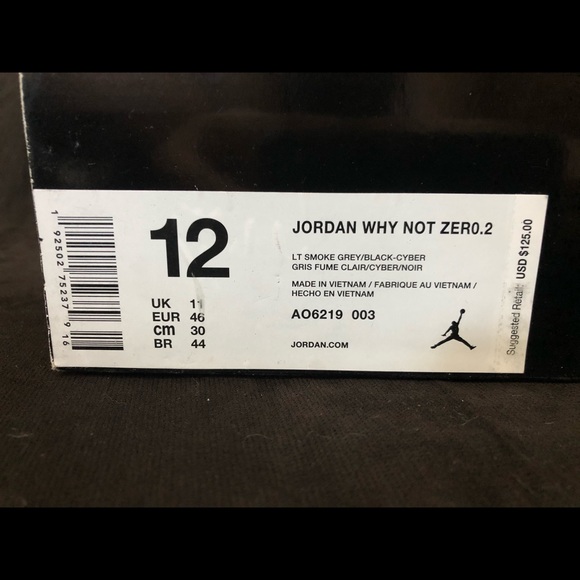 1 92502 75237 9 16
12
UK 11
EUR 46
cm 30
BR 44
JORDAN WHY NOT ZER0.2
LT SMOKE GREY/BLACK-CYBER
GRIS FUME CLAIR/CYBER/NOIR
MADE IN VIETNAM / FABRIQUE AU VIETNAM /
HECHO EN VIETNAM
AO6219 003
JORDAN.COM
Suggested Retail: USD $125.00